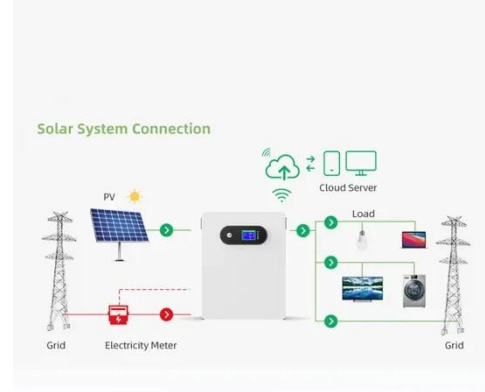 Solar System Connection
PV
Cloud Server
Load
Grid
Electricity Meter
Grid